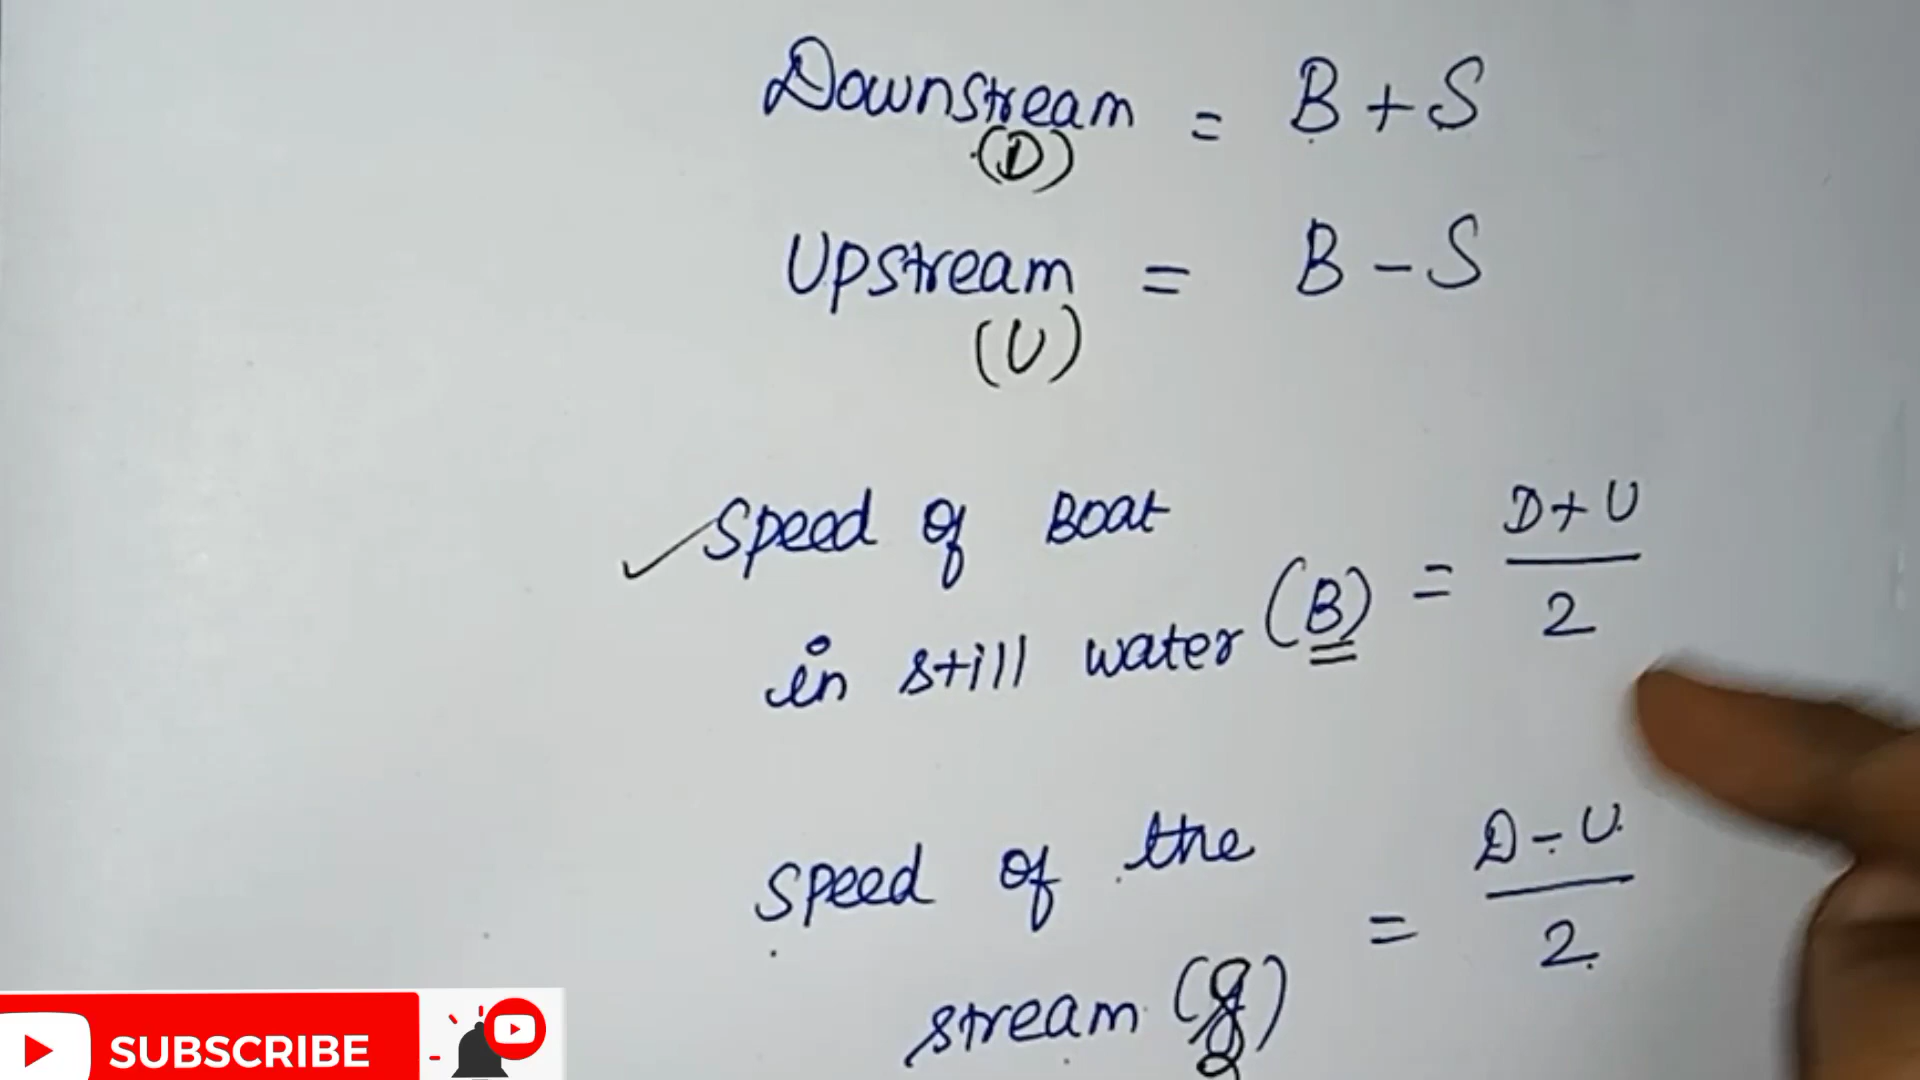 Downstream = B + S
(D)
Upstream = B - S
(U)
Speed of Boat
in still water (B) = D+U
2
Speed of the
stream = D-U
2
SUBSCRIBE